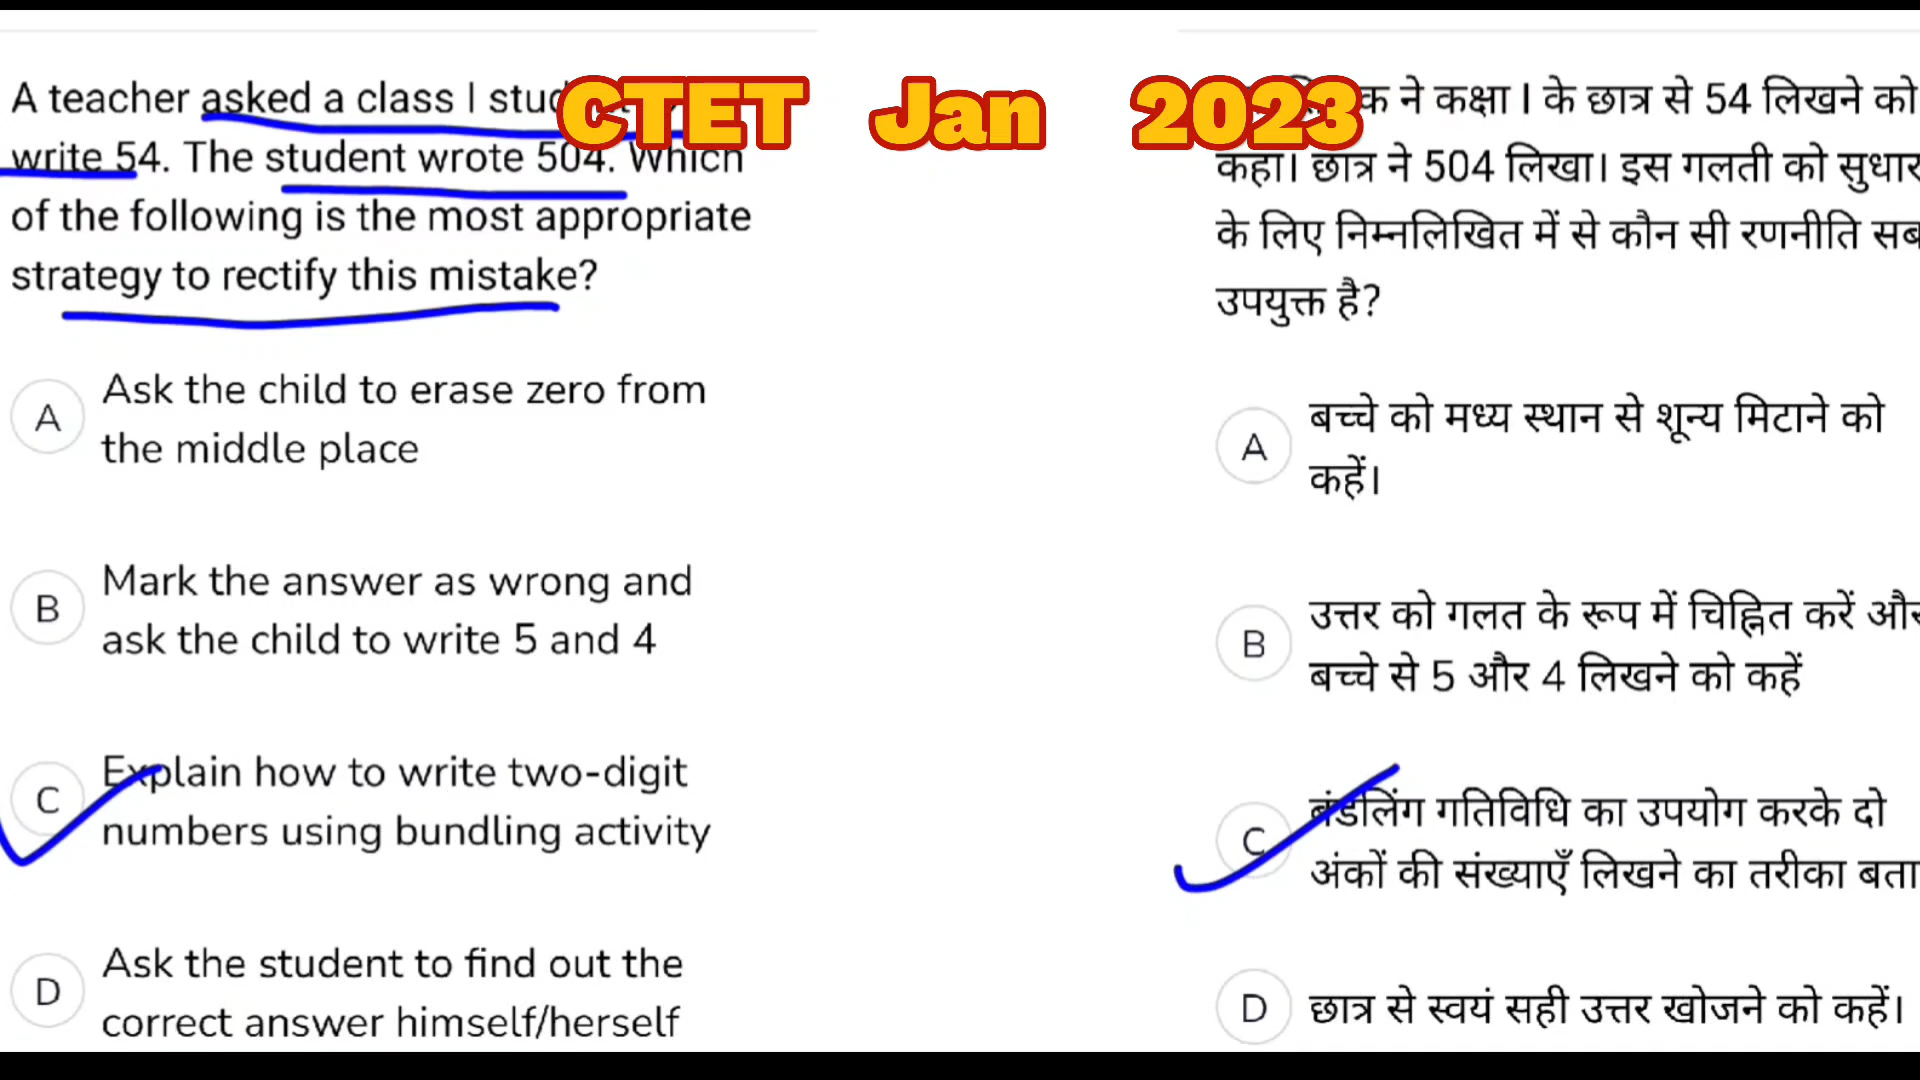 CTET Jan 2023
A teacher asked a class I
write 54. The student wrote 504. Which
of the following is the most appropriate
strategy to rectify this mistake?
A
Ask the child to erase zero from
the middle place
B
Mark the answer as wrong and
ask the child to write 5 and 4
C
Explain how to write two-digit
numbers using bundling activity
D
Ask the student to find out the
correct answer himself/herself
ने कक्षा I के छात्र से 54 लिखने को
कहा। छात्र ने 504 लिखा। इस गलती को
के लिए निम्नलिखित में से कौन सी रणनीति
उपयुक्त है?
A
बच्चे को मध्य स्थान से शून्य मिटाने को
कहें।
B
उत्तर को गलत के रूप में चिह्नित करें
बच्चे से 5 और 4 लिखने को कहें
C
बंडलिंग गतिविधि का उपयोग करके दो
अंकों की संख्याएँ लिखने का तरीका
D
छात्र से स्वयं सही उत्तर खोजने को कहें।